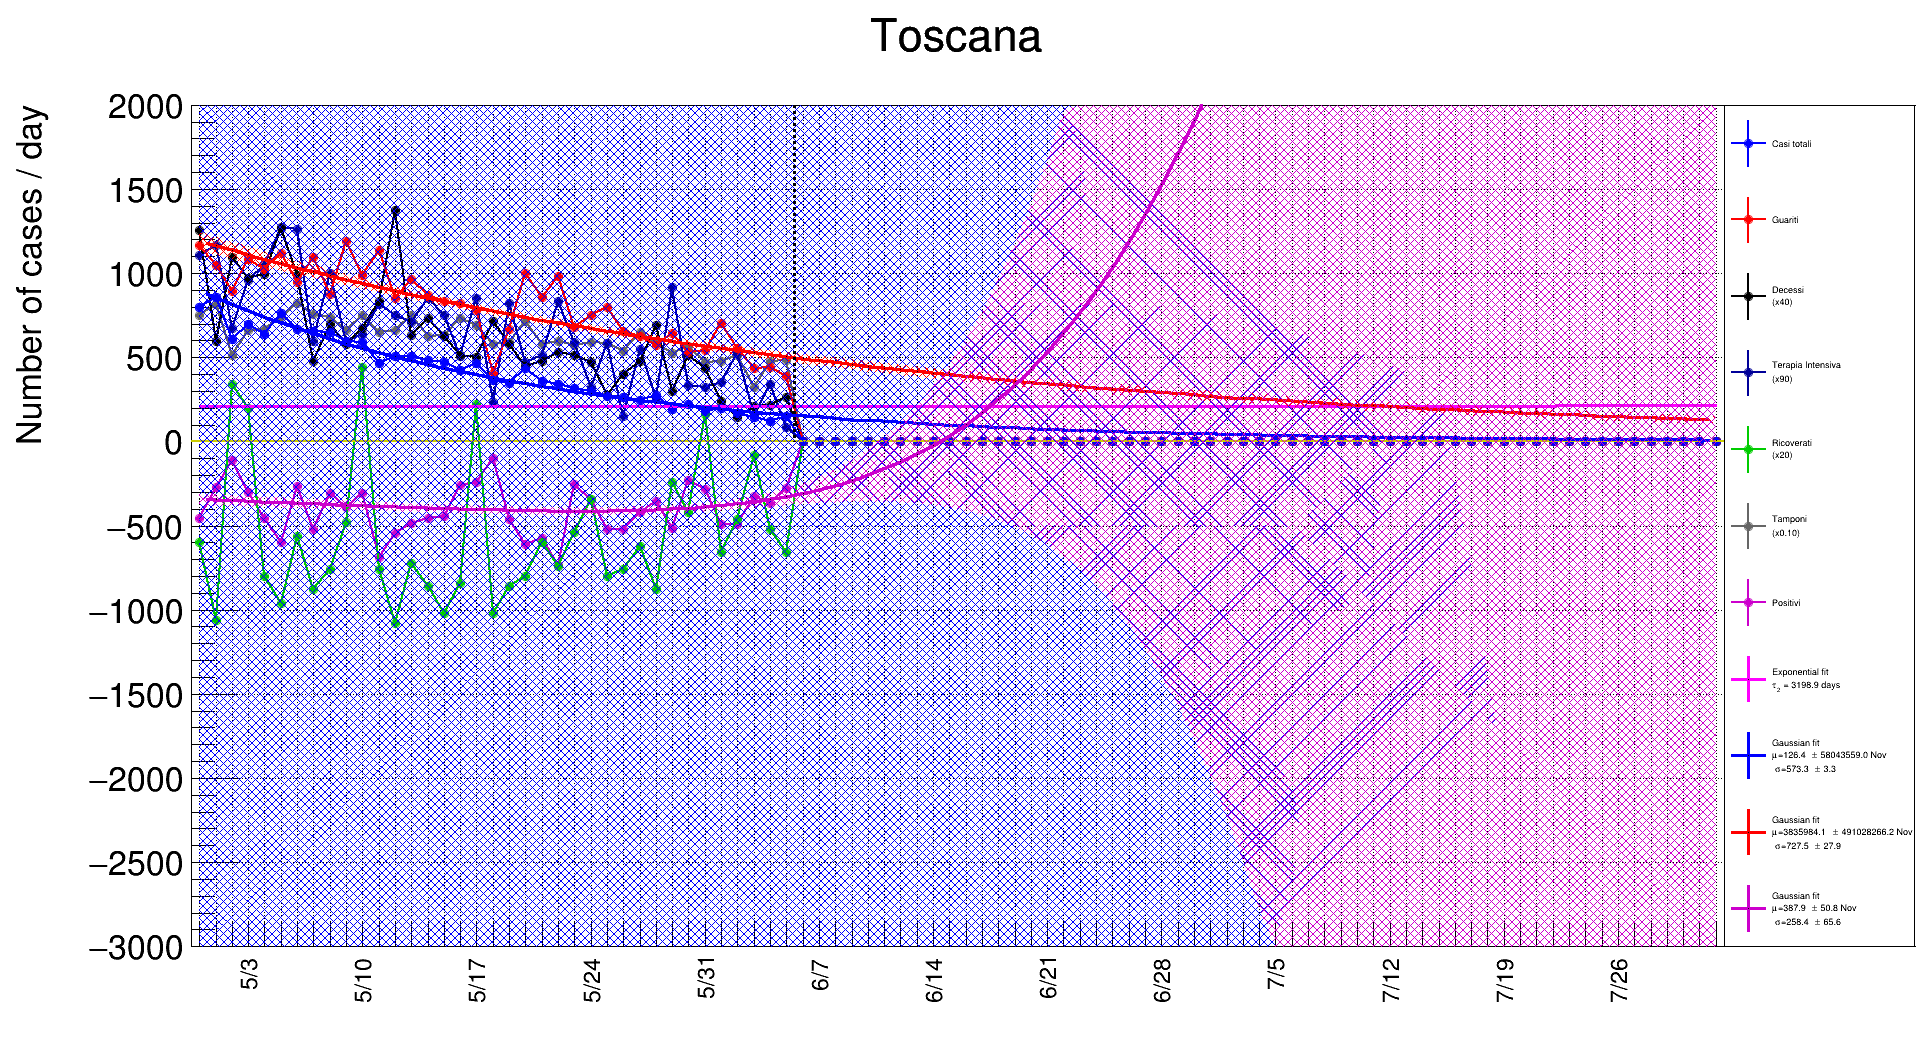 Toscana
Number of cases / day
2000
1500
1000
500
0
−500
−1000
−1500
−2000
−2500
−3000
5/3
5/10
5/17
5/24
5/31
6/7
6/14
6/21
6/28
7/5
7/12
7/19
7/26
Casi totali
Guariti
Decessi
(x40)
Terapia Intensiva
(x90)
Ricoverati
(x20)
Tamponi
(x0.10)
Positivi
Exponential fit
τ2 = 3198.9 days
Gaussian fit
μ=126.4 ± 58043559.0 Nov
σ=573.3 ± 3.3
Gaussian fit
μ=3835984.1 ± 491028266.2 Nov
σ=727.5 ± 27.9
Gaussian fit
μ=387.9 ± 50.8 Nov
σ=258.4 ± 65.6